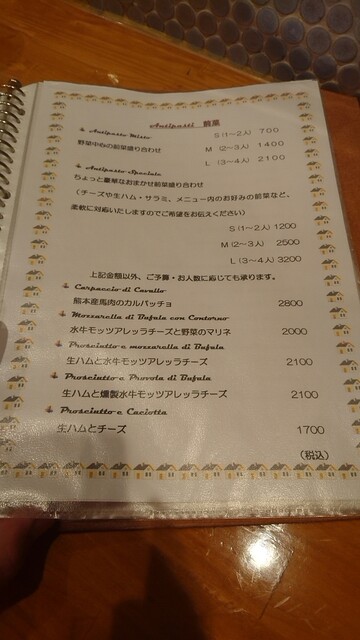 Antipasti 前菜
Antipasto Misto S（1～2人） 700
野菜中心の前菜盛り合わせ M（2～3人） 1400
L（3～4人） 2100
Antipasto Speciale
ちょっと豪華なおまかせ前菜盛り合わせ
（チーズや生ハム・サラミ、メニュー内のお好みの前菜など、
柔軟に対応いたしますのでご希望をお伝えください）
S（1～2人） 1200
M（2～3人） 2500
L（3～4人） 3200
上記金額以外、ご予算・お人数に応じても承ります。
Carpaccio di Cavallo
熊本産馬肉のカルパッチョ 2800
Mozzarella di Bufala con Contorno
水牛モッツアレッラチーズと野菜のマリネ 2000
Prosciutto e mozzarella di Bufala
生ハムと水牛モッツアレッラチーズ 2100
Prosciutto e Provola di Bufala
生ハムと燻製水牛モッツアレッラチーズ 2100
Prosciutto e Caciotta
生ハムとチーズ 1700
（税込）